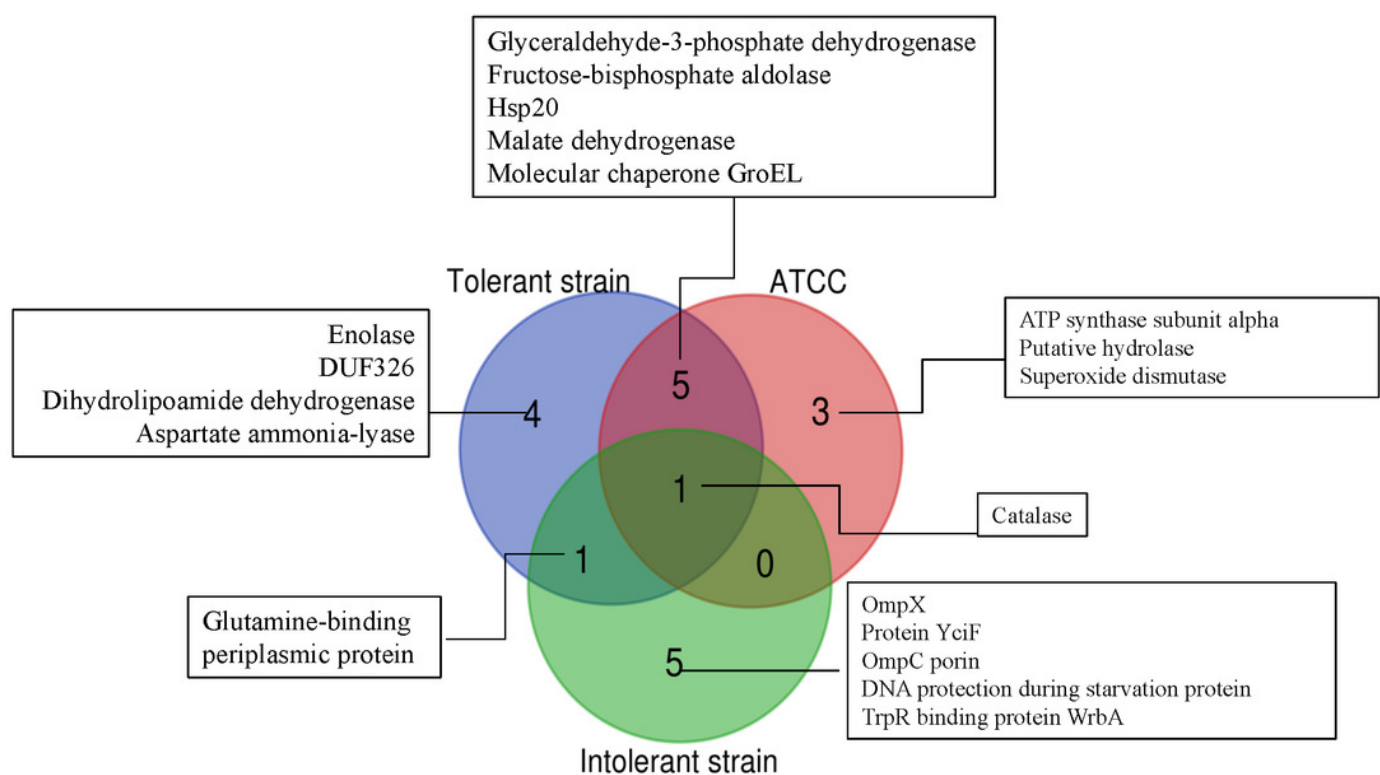 Glyceraldehyde-3-phosphate dehydrogenase
Fructose-bisphosphate aldolase
Hsp20
Malate dehydrogenase
Molecular chaperone GroEL
Tolerant strain
ATCC
Enolase
DUF326
Dihydrolipoamide dehydrogenase
Aspartate ammonia-lyase
ATP synthase subunit alpha
Putative hydrolase
Superoxide dismutase
4
5
3
1
Catalase
1
0
Glutamine-binding
periplasmic protein
OmpX
Protein YciF
OmpC porin
DNA protection during starvation protein
TrpR binding protein WrbA
5
Intolerant strain